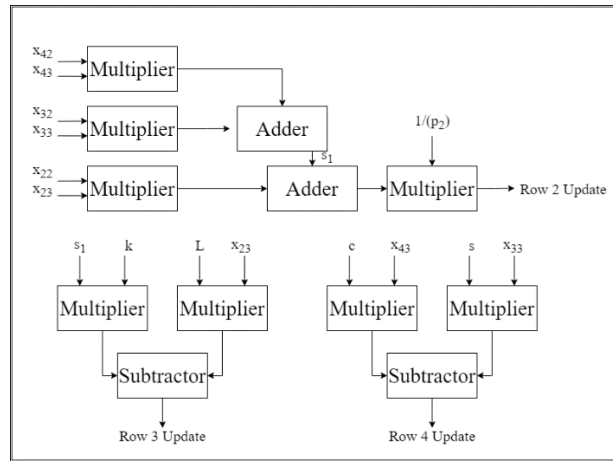 x42
x43
Multiplier
x32
x33
Multiplier
Adder
1/(p2)
s1
x22
x23
Multiplier
Adder
Multiplier
Row 2 Update
s1 k L x23 c x43 s x33
Multiplier Multiplier Multiplier Multiplier
Subtractor Subtractor
Row 3 Update Row 4 Update